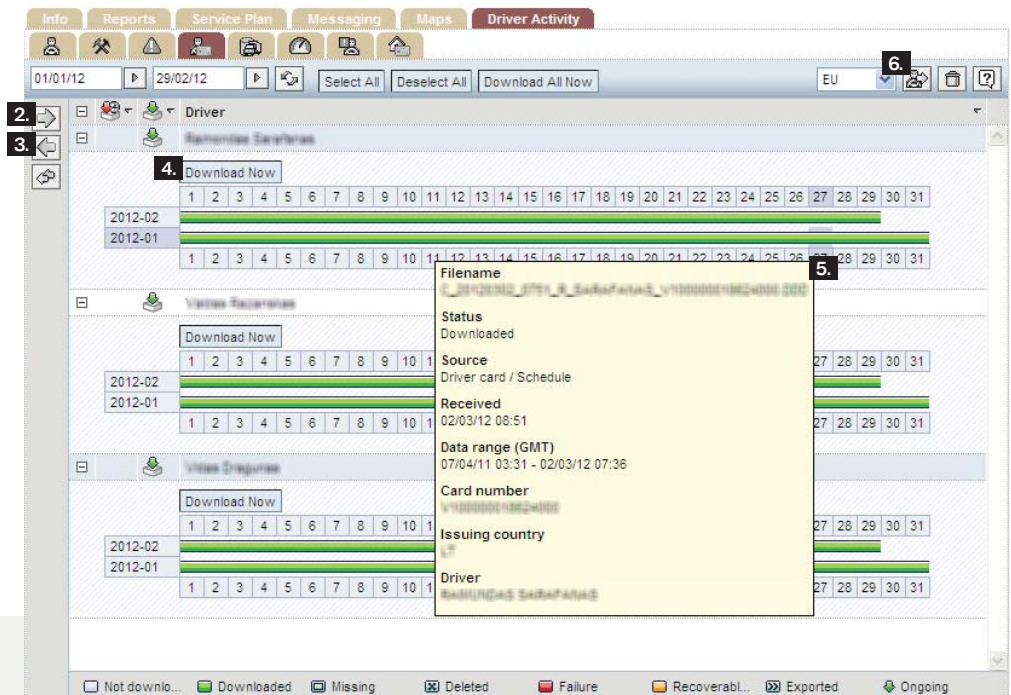 Info Reports Service Plan Messaging Maps Driver Activity
01/01/12 29/02/12 Select All Deselect All Download All Now EU 6.
2. Driver
3.
4. Download Now
1 2 3 4 5 6 7 8 9 10 11 12 13 14 15 16 17 18 19 20 21 22 23 24 25 26 27 28 29 30 31
2012-02
2012-01
1 2 3 4 5 6 7 8 9 10 11 12 13 14 15 16 17 18 19 20 21 22 23 24 25 26 27 28 29 30 31
5.
Filename
Status
Downloaded
Source
Driver card / Schedule
Received
02/03/12 08:51
Data range (GMT)
07/04/11 03:31 - 02/03/12 07:36
Card number
Issuing country
Driver
Download Now
1 2 3 4 5 6 7 8 9 10 1 27 28 29 30 31
2012-02
2012-01
1 2 3 4 5 6 7 8 9 10 1 27 28 29 30 31
Download Now
1 2 3 4 5 6 7 8 9 10 1 27 28 29 30 31
2012-02
2012-01
1 2 3 4 5 6 7 8 9 10 1 27 28 29 30 31
Not downlo... Downloaded Missing Deleted Failure Recoverabl... Exported Ongoing